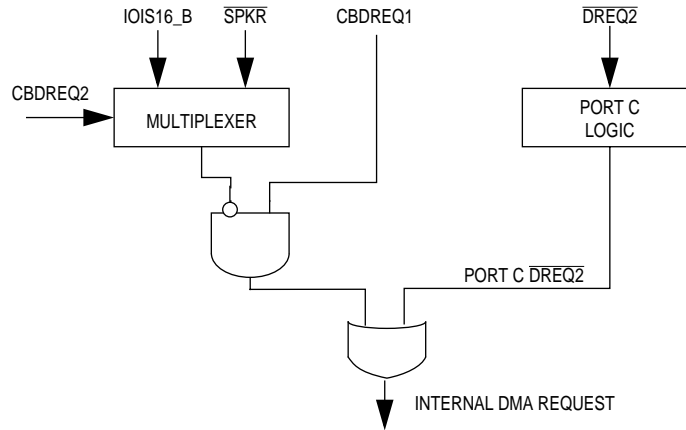 IOIS16_B
SPKR
CBDREQ1
DREQ2
CBDREQ2
MULTIPLEXER
PORT C
LOGIC
PORT C DREQ2
INTERNAL DMA REQUEST